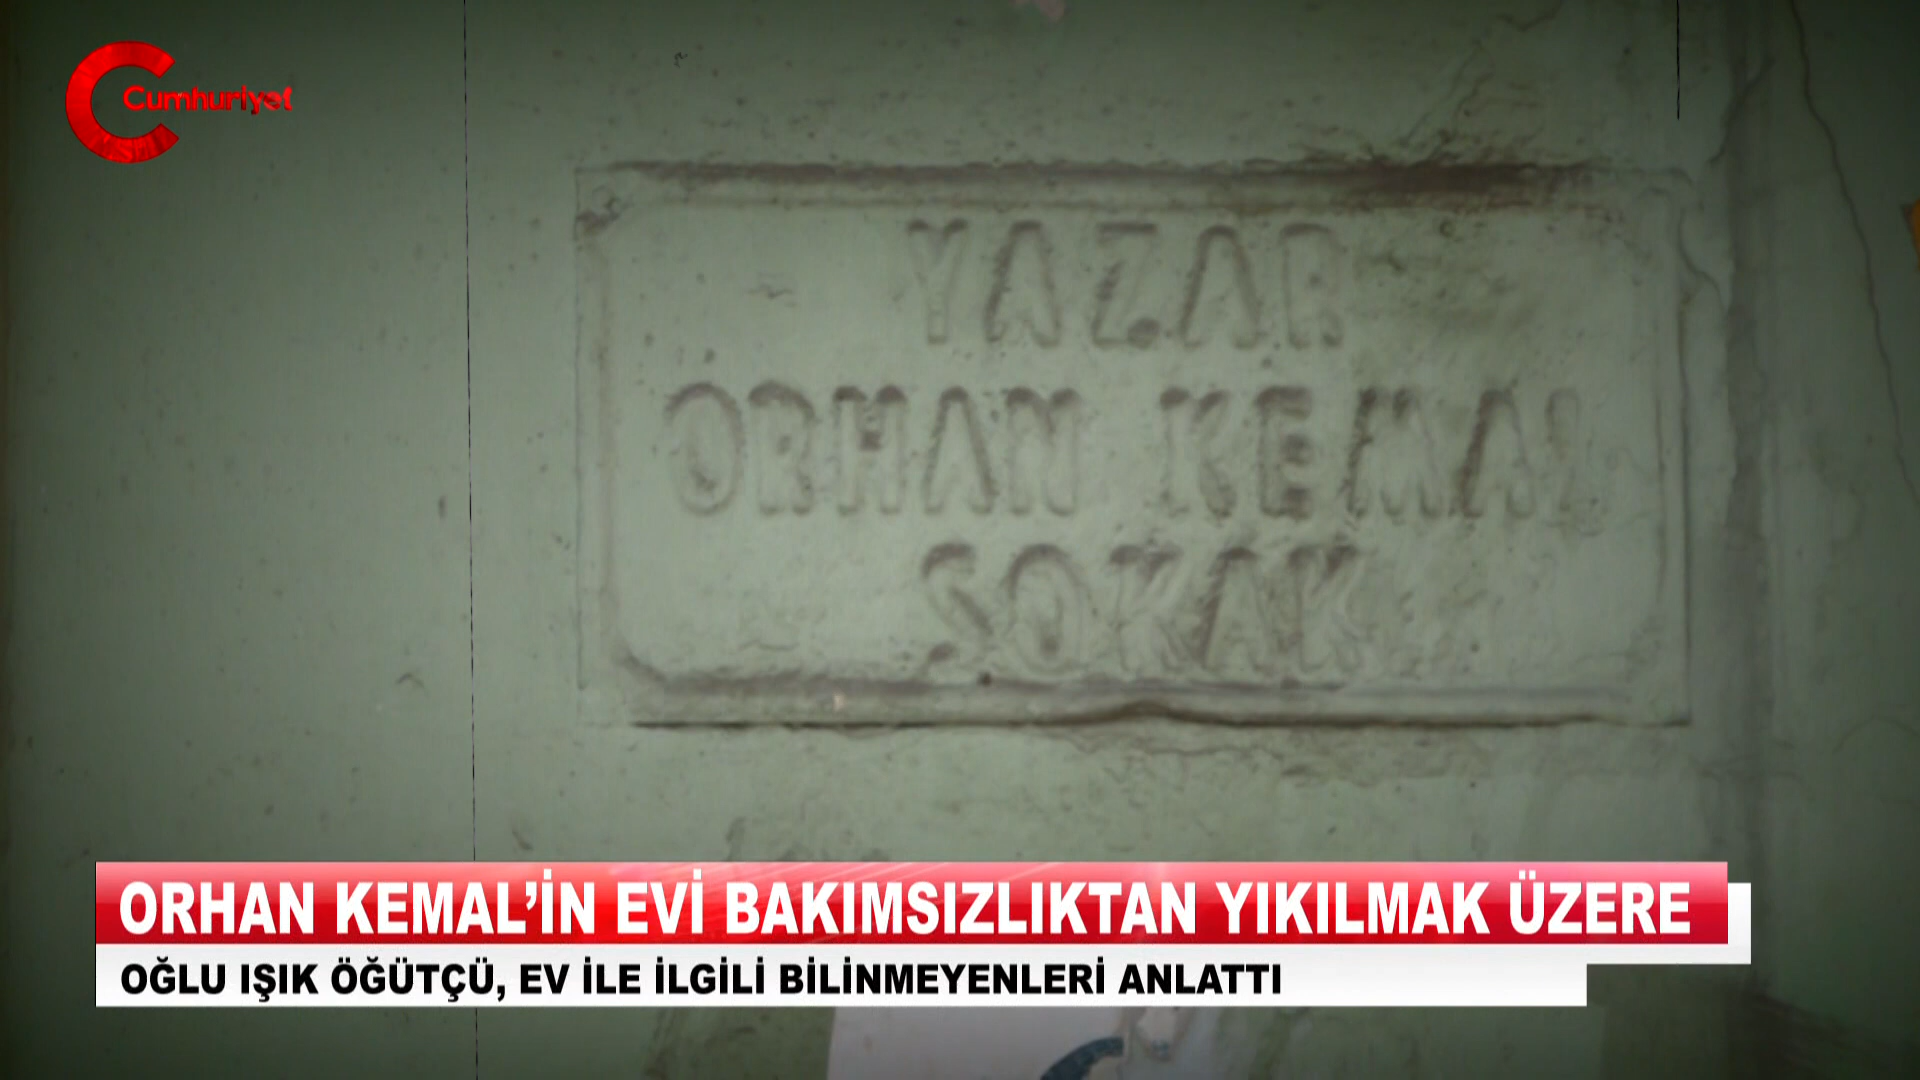 Cumhuriyet
YAZAR
ORHAN KEMAL
SOKAK
ORHAN KEMAL’İN EVİ BAKIMSIZLIKTAN YIKILMAK ÜZERE
OĞLU IŞIK ÖĞÜTÇÜ, EV İLE İLGİLİ BİLİNMEYENLERİ ANLATTI